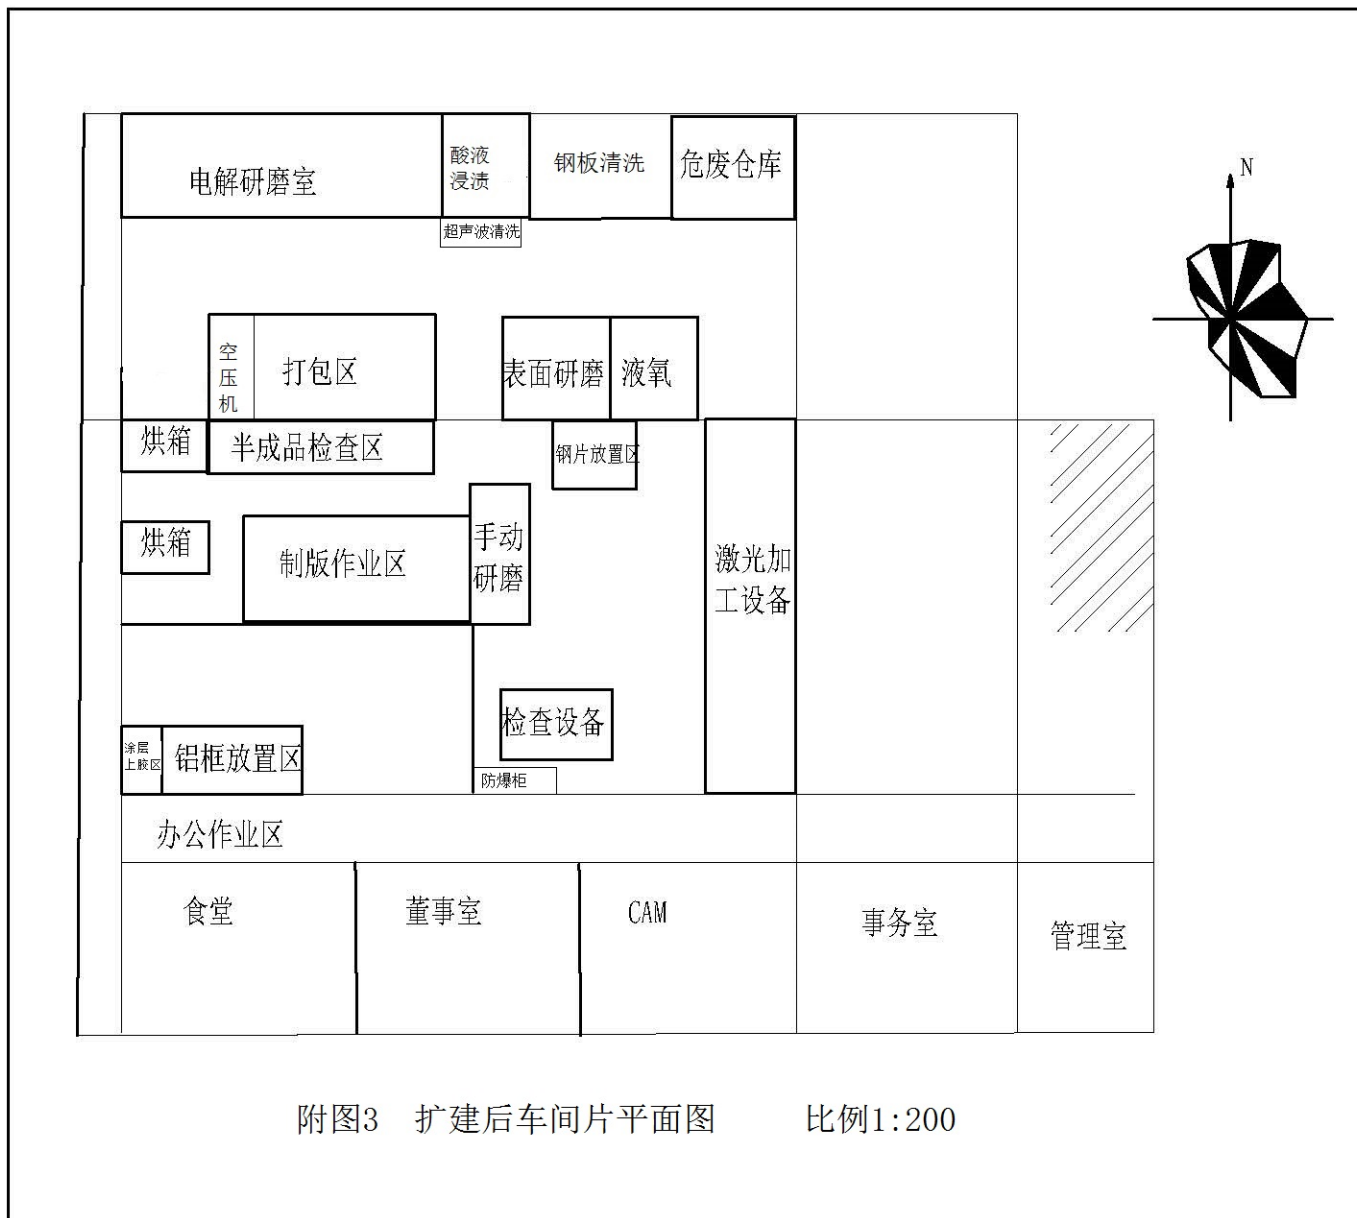 电解研磨室
酸液
浸渍
钢板清洗
危废仓库
N
超声波清洗
空
压
机
打包区
表面研磨
液氧
烘箱
半成品检查区
钢片放置区
烘箱
制版作业区
手动
研磨
激光加
工设备
检查设备
涂层
上胶区
铝框放置区
防爆柜
办公作业区
食堂
董事室
CAM
事务室
管理室
附图3 扩建后车间片平面图 比例1:200